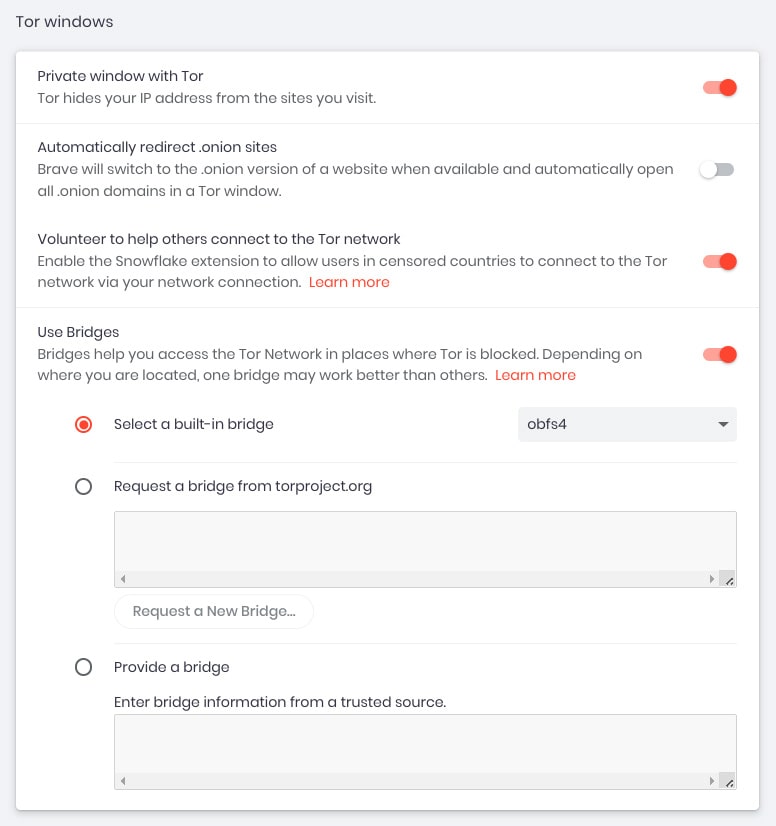 Tor windows
Private window with Tor
Tor hides your IP address from the sites you visit.
Automatically redirect .onion sites
Brave will switch to the .onion version of a website when available and automatically open
all .onion domains in a Tor window.
Volunteer to help others connect to the Tor network
Enable the Snowflake extension to allow users in censored countries to connect to the Tor
network via your network connection. Learn more
Use Bridges
Bridges help you access the Tor Network in places where Tor is blocked. Depending on
where you are located, one bridge may work better than others. Learn more
Select a built-in bridge obfs4
Request a bridge from torproject.org
Request a New Bridge...
Provide a bridge
Enter bridge information from a trusted source.